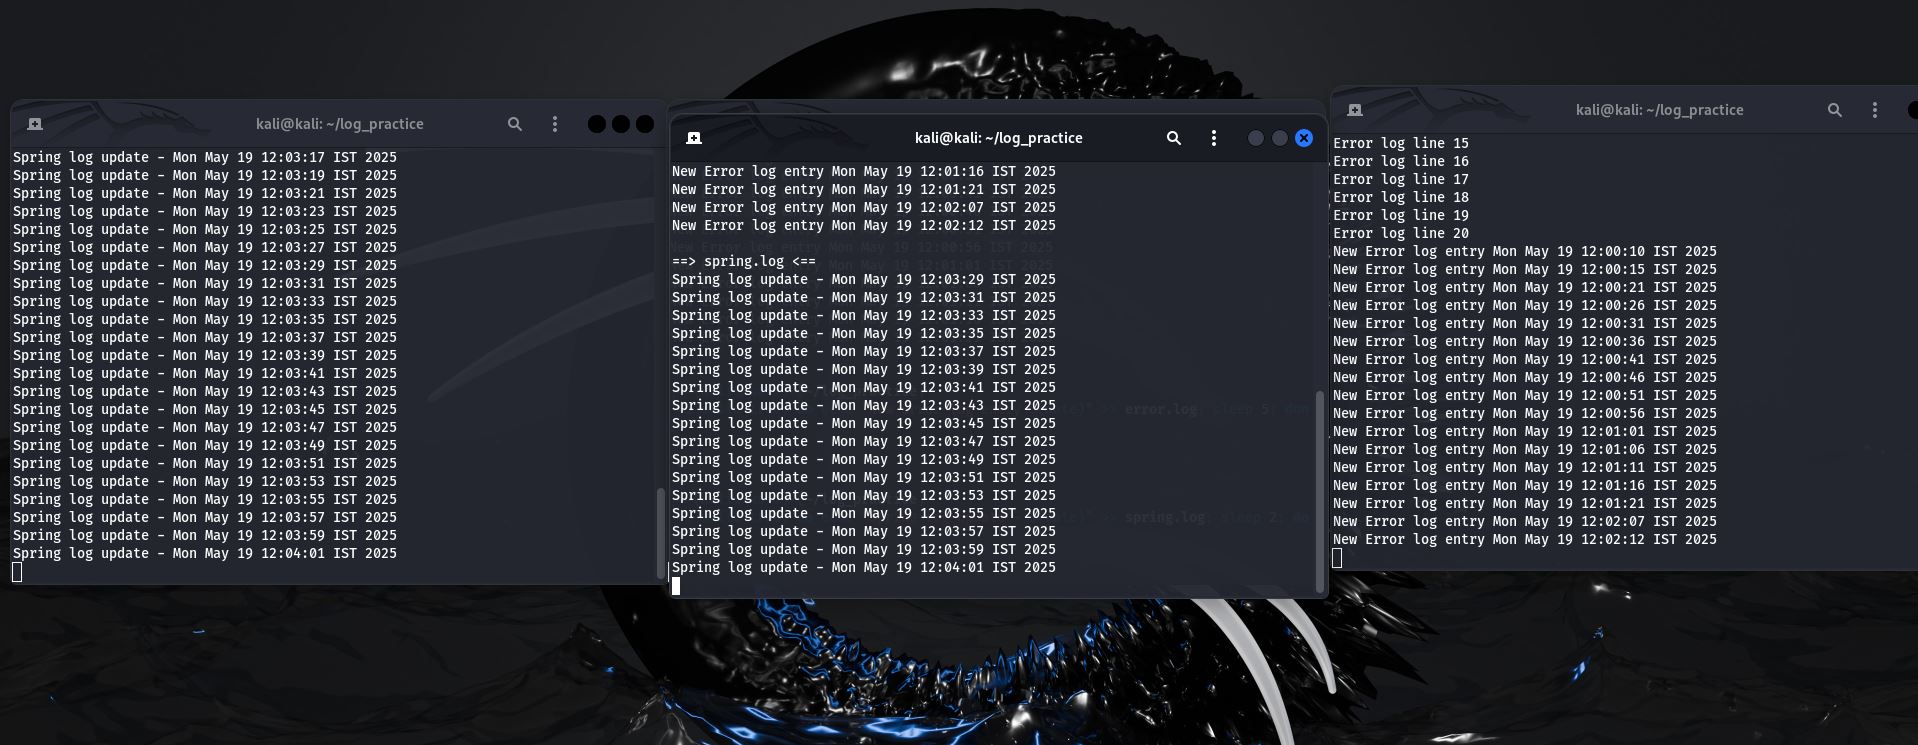 kali@kali: ~/log_practice
Spring log update - Mon May 19 12:03:17 IST 2025
Spring log update - Mon May 19 12:03:19 IST 2025
Spring log update - Mon May 19 12:03:21 IST 2025
Spring log update - Mon May 19 12:03:23 IST 2025
Spring log update - Mon May 19 12:03:25 IST 2025
Spring log update - Mon May 19 12:03:27 IST 2025
Spring log update - Mon May 19 12:03:29 IST 2025
Spring log update - Mon May 19 12:03:31 IST 2025
Spring log update - Mon May 19 12:03:33 IST 2025
Spring log update - Mon May 19 12:03:35 IST 2025
Spring log update - Mon May 19 12:03:37 IST 2025
Spring log update - Mon May 19 12:03:39 IST 2025
Spring log update - Mon May 19 12:03:41 IST 2025
Spring log update - Mon May 19 12:03:43 IST 2025
Spring log update - Mon May 19 12:03:45 IST 2025
Spring log update - Mon May 19 12:03:47 IST 2025
Spring log update - Mon May 19 12:03:49 IST 2025
Spring log update - Mon May 19 12:03:51 IST 2025
Spring log update - Mon May 19 12:03:53 IST 2025
Spring log update - Mon May 19 12:03:55 IST 2025
Spring log update - Mon May 19 12:03:57 IST 2025
Spring log update - Mon May 19 12:03:59 IST 2025
Spring log update - Mon May 19 12:04:01 IST 2025
kali@kali: ~/log_practice
New Error log entry Mon May 19 12:01:16 IST 2025
New Error log entry Mon May 19 12:01:21 IST 2025
New Error log entry Mon May 19 12:02:07 IST 2025
New Error log entry Mon May 19 12:02:12 IST 2025
New Error log entry Mon May 19 12:00:56 IST 2025
==> spring.log <==
Spring log update - Mon May 19 12:03:29 IST 2025
Spring log update - Mon May 19 12:03:31 IST 2025
Spring log update - Mon May 19 12:03:33 IST 2025
Spring log update - Mon May 19 12:03:35 IST 2025
Spring log update - Mon May 19 12:03:37 IST 2025
Spring log update - Mon May 19 12:03:39 IST 2025
Spring log update - Mon May 19 12:03:41 IST 2025
Spring log update - Mon May 19 12:03:43 IST 2025
>> error.log; sleep 5; don
Spring log update - Mon May 19 12:03:45 IST 2025
Spring log update - Mon May 19 12:03:47 IST 2025
Spring log update - Mon May 19 12:03:49 IST 2025
Spring log update - Mon May 19 12:03:51 IST 2025
Spring log update - Mon May 19 12:03:53 IST 2025
Spring log update - Mon May 19 12:03:55 IST 2025
>> spring.log; sleep 2; do
Spring log update - Mon May 19 12:03:57 IST 2025
Spring log update - Mon May 19 12:03:59 IST 2025
Spring log update - Mon May 19 12:04:01 IST 2025
kali@kali: ~/log_practice
Error log line 15
Error log line 16
Error log line 17
Error log line 18
Error log line 19
Error log line 20
New Error log entry Mon May 19 12:00:10 IST 2025
New Error log entry Mon May 19 12:00:15 IST 2025
New Error log entry Mon May 19 12:00:21 IST 2025
New Error log entry Mon May 19 12:00:26 IST 2025
New Error log entry Mon May 19 12:00:31 IST 2025
New Error log entry Mon May 19 12:00:36 IST 2025
New Error log entry Mon May 19 12:00:41 IST 2025
New Error log entry Mon May 19 12:00:46 IST 2025
New Error log entry Mon May 19 12:00:51 IST 2025
New Error log entry Mon May 19 12:00:56 IST 2025
New Error log entry Mon May 19 12:01:01 IST 2025
New Error log entry Mon May 19 12:01:06 IST 2025
New Error log entry Mon May 19 12:01:11 IST 2025
New Error log entry Mon May 19 12:01:16 IST 2025
New Error log entry Mon May 19 12:01:21 IST 2025
New Error log entry Mon May 19 12:02:07 IST 2025
New Error log entry Mon May 19 12:02:12 IST 2025